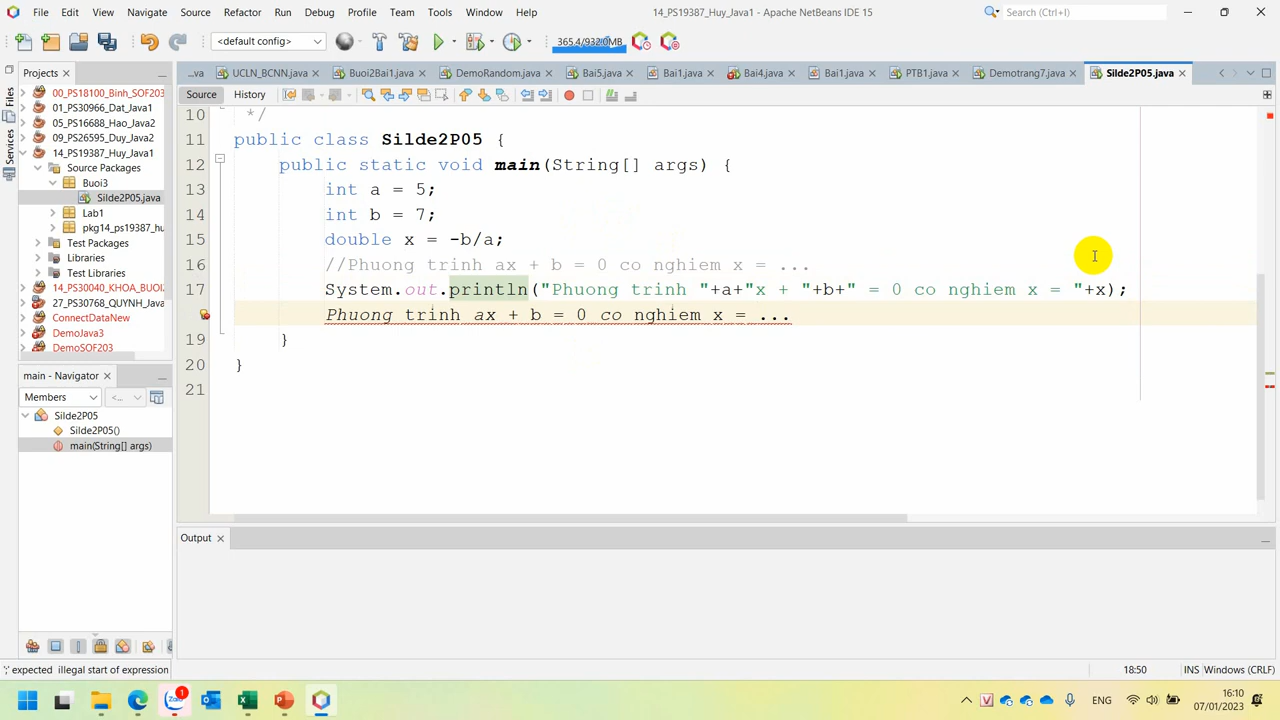 File Edit View Navigate Source Refactor Run Debug Profile Team Tools Window Help
14_PS19387_Huy_Java1 - Apache NetBeans IDE 15
Search (Ctrl+I)
<default config>
365.4/932.0MB
Projects
...va UCLN_BCNN.java Buoi2Bai1.java DemoRandom.java Bai5.java Bai1.java Bai4.java Bai1.java PTB1.java Demotrang7.java Silde2P05.java
Source History
Files
Services
00_PS18100_Binh_SOF203
01_PS30966_Dat_Java1
05_PS16688_Hao_Java2
09_PS26595_Duy_Java2
14_PS19387_Huy_Java1
Source Packages
Buoi3
Silde2P05.java
Lab1
pkg14_ps19387_hu
Test Packages
Libraries
Test Libraries
14_PS30040_KHOA_BUOI
27_PS30768_QUYNH_Java
ConnectDataNew
DemoJava3
DemoSOF203
10 */
11 public class Silde2P05 {
12 public static void main(String[] args) {
13 int a = 5;
14 int b = 7;
15 double x = -b/a;
16 //Phuong trinh ax + b = 0 co nghiem x = ...
17 System.out.println("Phuong trinh "+a+"x + "+b+" = 0 co nghiem x = "+x);
Phuong trinh ax + b = 0 co nghiem x = ...
19 }
20 }
21
main - Navigator
Members
<...
Silde2P05
Silde2P05()
main(String[] args)
Output
';' expected illegal start of expression
18:50 INS Windows (CRLF)
Zalo
1
ENG
16:10
07/01/2023